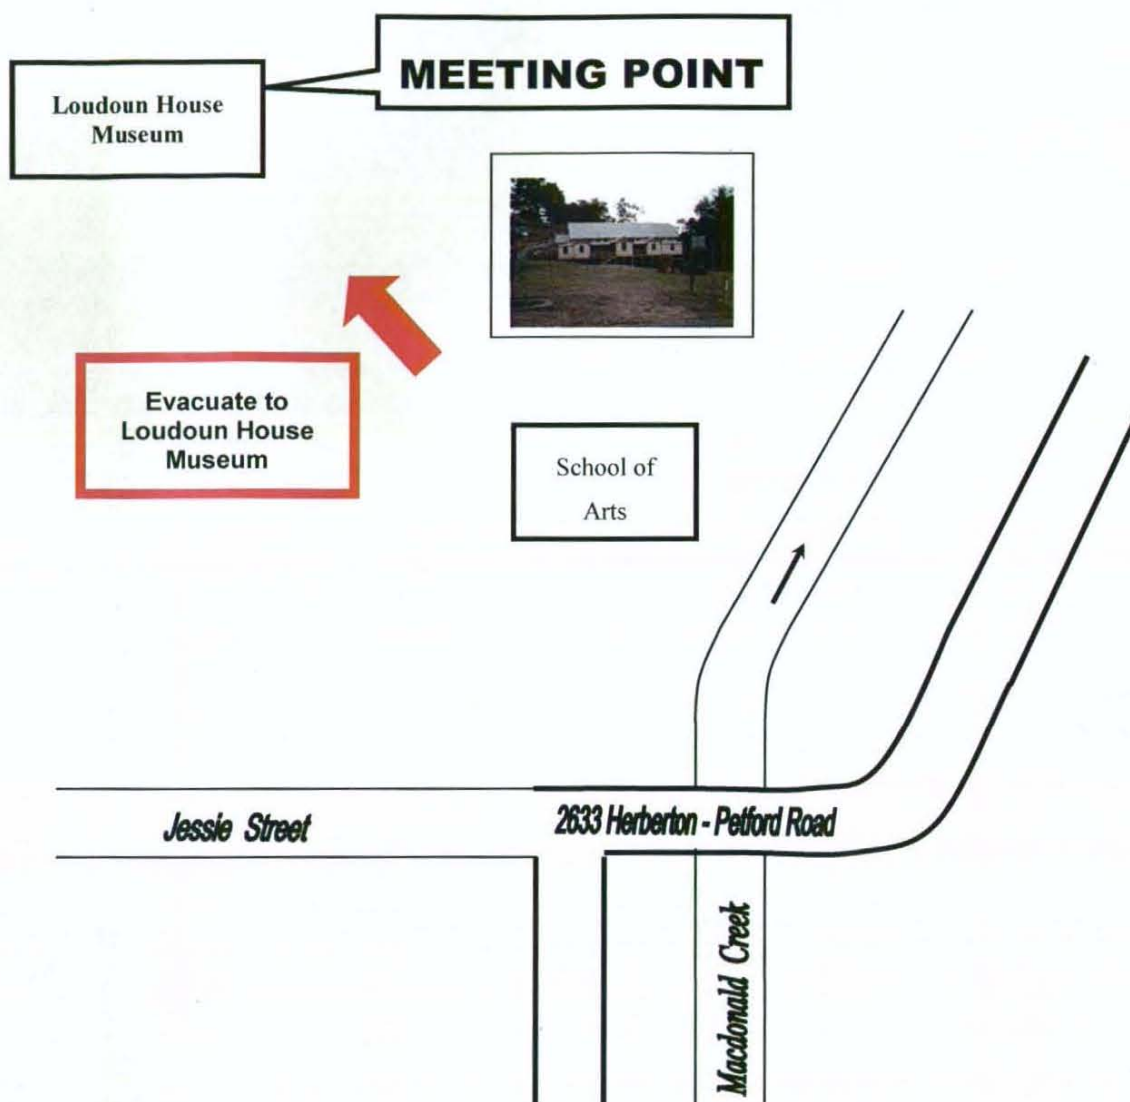 MEETING POINT
Loudoun House
Museum
Evacuate to
Loudoun House
Museum
School of
Arts
Jessie Street
2633 Herberton - Petford Road
Macdonald Creek